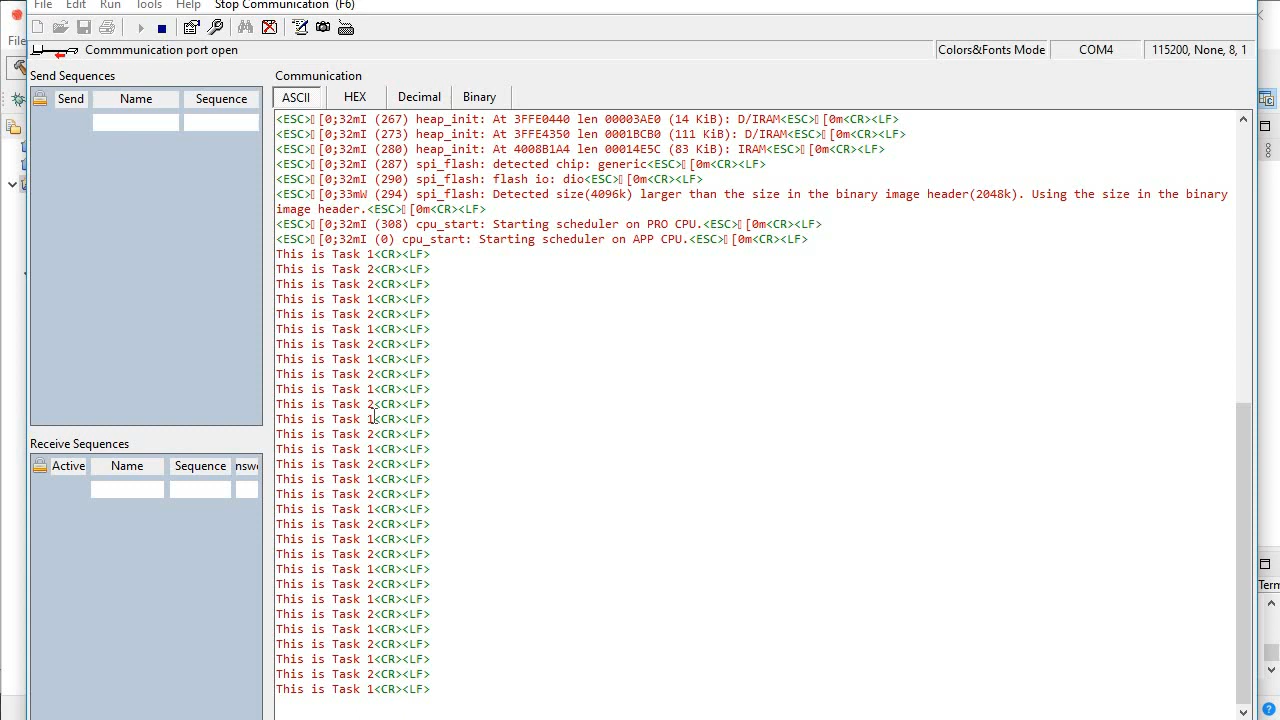 File Edit Run Tools Help Stop Communication (F6)
Commmunication port open
Colors&Fonts Mode COM4 115200, None, 8, 1
Send Sequences
Send Name Sequence
Communication
ASCII HEX Decimal Binary
<ESC>[0;32mI (267) heap_init: At 3FFE0440 len 00003AE0 (14 KiB): D/IRAM<ESC>[0m<CR><LF>
<ESC>[0;32mI (273) heap_init: At 3FFE4350 len 0001BCB0 (111 KiB): D/IRAM<ESC>[0m<CR><LF>
<ESC>[0;32mI (280) heap_init: At 4008B1A4 len 00014E5C (83 KiB): IRAM<ESC>[0m<CR><LF>
<ESC>[0;32mI (287) spi_flash: detected chip: generic<ESC>[0m<CR><LF>
<ESC>[0;32mI (290) spi_flash: flash io: dio<ESC>[0m<CR><LF>
<ESC>[0;33mW (294) spi_flash: Detected size(4096k) larger than the size in the binary image header(2048k). Using the size in the binary
image header.<ESC>[0m<CR><LF>
<ESC>[0;32mI (308) cpu_start: Starting scheduler on PRO CPU.<ESC>[0m<CR><LF>
<ESC>[0;32mI (0) cpu_start: Starting scheduler on APP CPU.<ESC>[0m<CR><LF>
This is Task 1<CR><LF>
This is Task 2<CR><LF>
This is Task 2<CR><LF>
This is Task 1<CR><LF>
This is Task 2<CR><LF>
This is Task 1<CR><LF>
This is Task 2<CR><LF>
This is Task 1<CR><LF>
This is Task 2<CR><LF>
This is Task 1<CR><LF>
This is Task 2<CR><LF>
This is Task 1<CR><LF>
This is Task 2<CR><LF>
This is Task 1<CR><LF>
This is Task 2<CR><LF>
This is Task 1<CR><LF>
This is Task 2<CR><LF>
This is Task 1<CR><LF>
This is Task 2<CR><LF>
This is Task 1<CR><LF>
This is Task 2<CR><LF>
This is Task 1<CR><LF>
This is Task 2<CR><LF>
This is Task 1<CR><LF>
This is Task 2<CR><LF>
This is Task 1<CR><LF>
This is Task 2<CR><LF>
This is Task 1<CR><LF>
This is Task 2<CR><LF>
This is Task 1<CR><LF>
Receive Sequences
Active Name Sequence nsw
File
Term